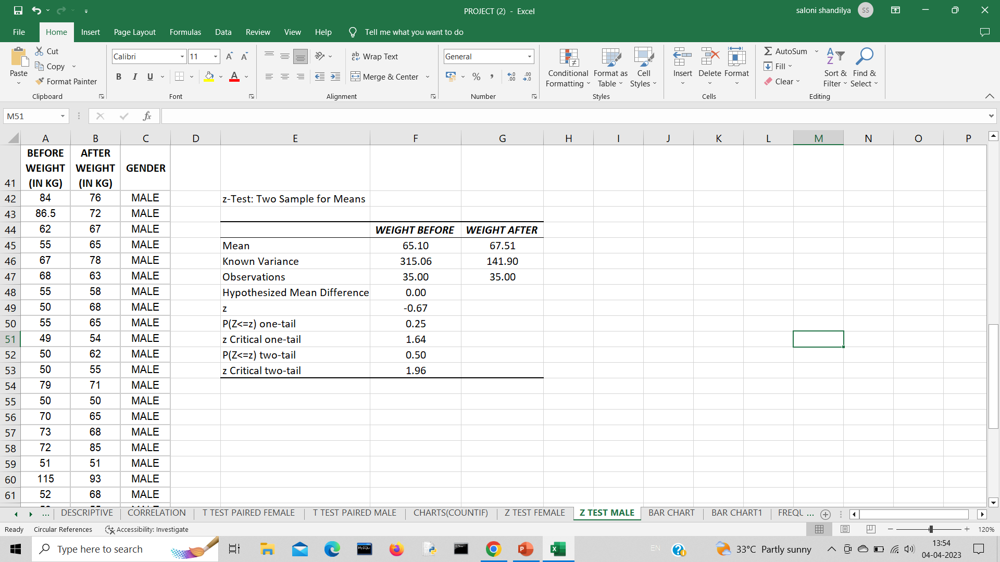 PROJECT (2) - Excel
saloni shandilya
SS
File Home Insert Page Layout Formulas Data Review View Help Tell me what you want to do
Paste
Cut
Copy
Format Painter
Clipboard
Calibri 11
B I U
Font
Wrap Text
Merge & Center
Alignment
General
Number
Conditional Formatting
Format as Table
Cell Styles
Styles
Insert Delete Format
Cells
AutoSum
Fill
Clear
Sort & Filter
Find & Select
Editing
M51
fx
A B C D E F G H I J K L M N O P
41 BEFORE WEIGHT (IN KG) AFTER WEIGHT (IN KG) GENDER
42 84 76 MALE z-Test: Two Sample for Means
43 86.5 72 MALE
44 62 67 MALE WEIGHT BEFORE WEIGHT AFTER
45 55 65 MALE Mean 65.10 67.51
46 67 78 MALE Known Variance 315.06 141.90
47 68 63 MALE Observations 35.00 35.00
48 55 58 MALE Hypothesized Mean Difference 0.00
49 50 68 MALE z -0.67
50 55 65 MALE P(Z<=z) one-tail 0.25
51 49 54 MALE z Critical one-tail 1.64
52 50 62 MALE P(Z<=z) two-tail 0.50
53 50 55 MALE z Critical two-tail 1.96
54 79 71 MALE
55 50 50 MALE
56 70 65 MALE
57 73 68 MALE
58 72 85 MALE
59 51 51 MALE
60 115 93 MALE
61 52 68 MALE
... DESCRIPTIVE CORRELATION T TEST PAIRED FEMALE T TEST PAIRED MALE CHARTS(COUNTIF) Z TEST FEMALE Z TEST MALE BAR CHART BAR CHART1 FREQU ...
Ready Circular References Accessibility: Investigate 120%
Type here to search
MySQL
EN
33°C Partly sunny
13:54
04-04-2023